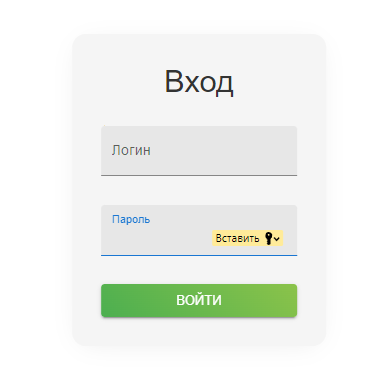 Вход
Логин
Пароль
Вставить
ВОЙТИ